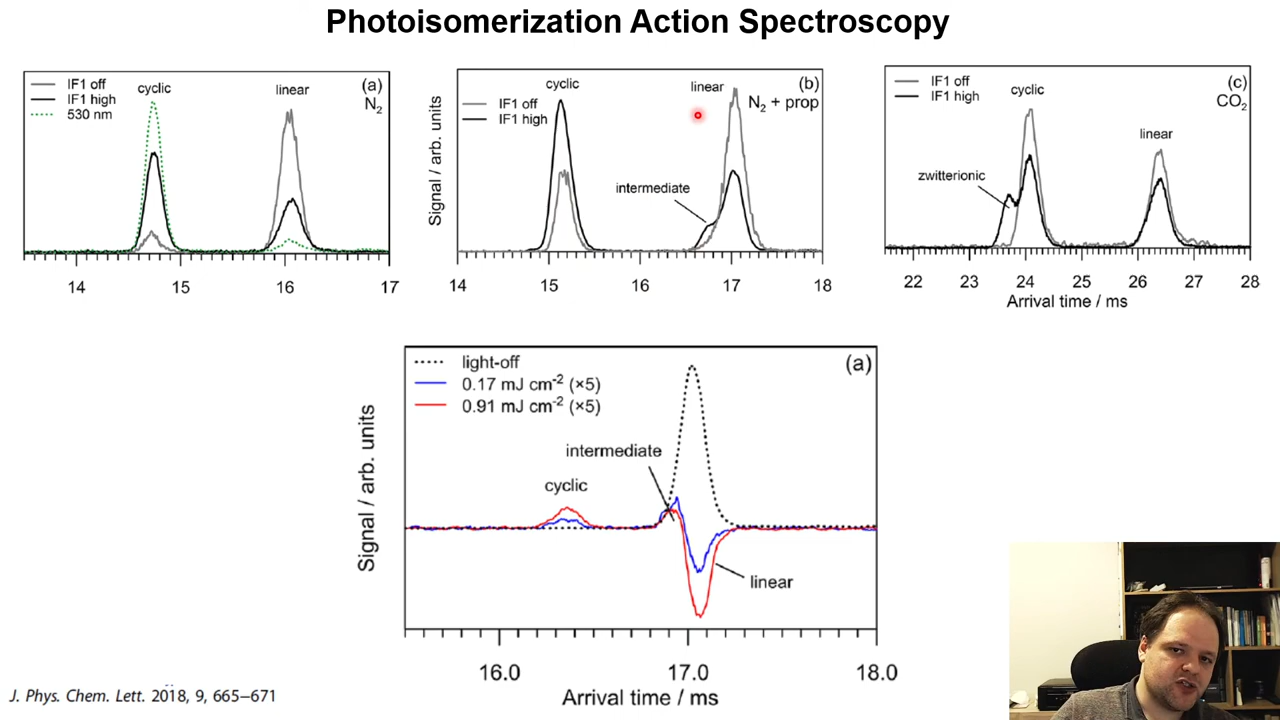 Photoisomerization Action Spectroscopy
IF1 off
IF1 high
530 nm
cyclic
linear
(a)
N2
14
15
16
17
Signal / arb. units
IF1 off
IF1 high
cyclic
linear
(b)
N2 + prop
intermediate
14
15
16
17
18
IF1 off
IF1 high
cyclic
(c)
CO2
linear
zwitterionic
22
23
24
25
26
27
28
Arrival time / ms
Signal / arb. units
light-off
0.17 mJ cm-2 (×5)
0.91 mJ cm-2 (×5)
(a)
intermediate
cyclic
linear
16.0
17.0
18.0
Arrival time / ms
J. Phys. Chem. Lett. 2018, 9, 665−671